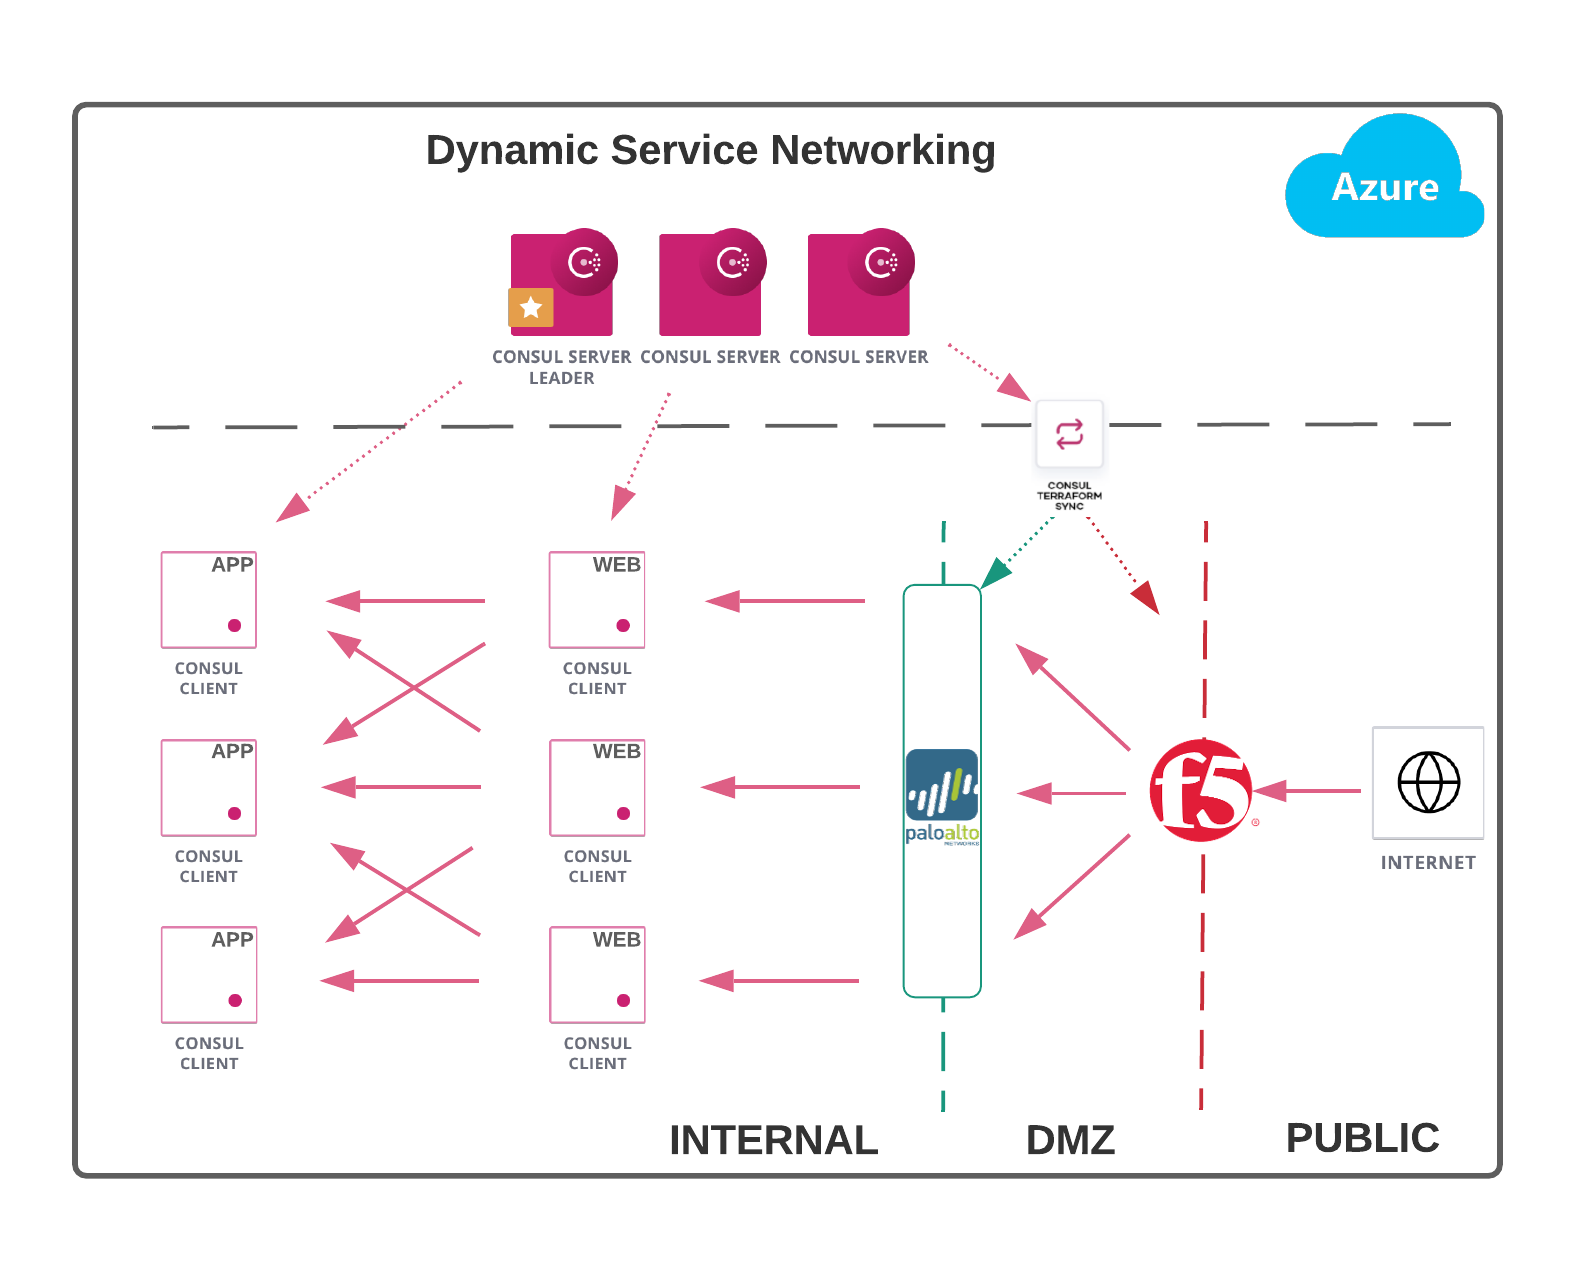 Dynamic Service Networking
Azure
CONSUL SERVER
LEADER
CONSUL SERVER
CONSUL SERVER
CONSUL
TERRAFORM
SYNC
APP
CONSUL
CLIENT
WEB
CONSUL
CLIENT
APP
CONSUL
CLIENT
WEB
CONSUL
CLIENT
paloalto
NETWORKS
f5
®
INTERNET
APP
CONSUL
CLIENT
WEB
CONSUL
CLIENT
INTERNAL
DMZ
PUBLIC